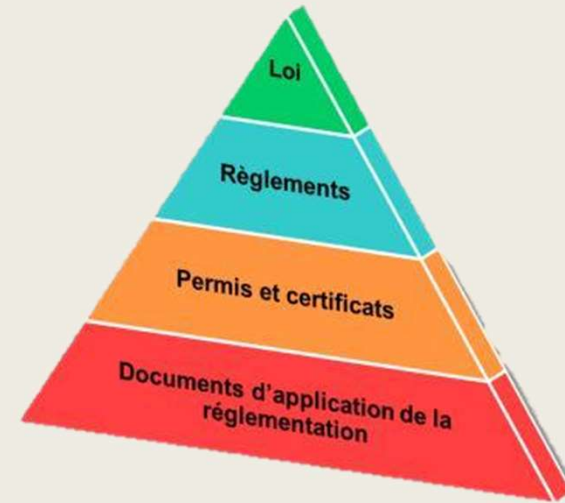 Loi
Règlements
Permis et certificats
Documents d’application de la
réglementation